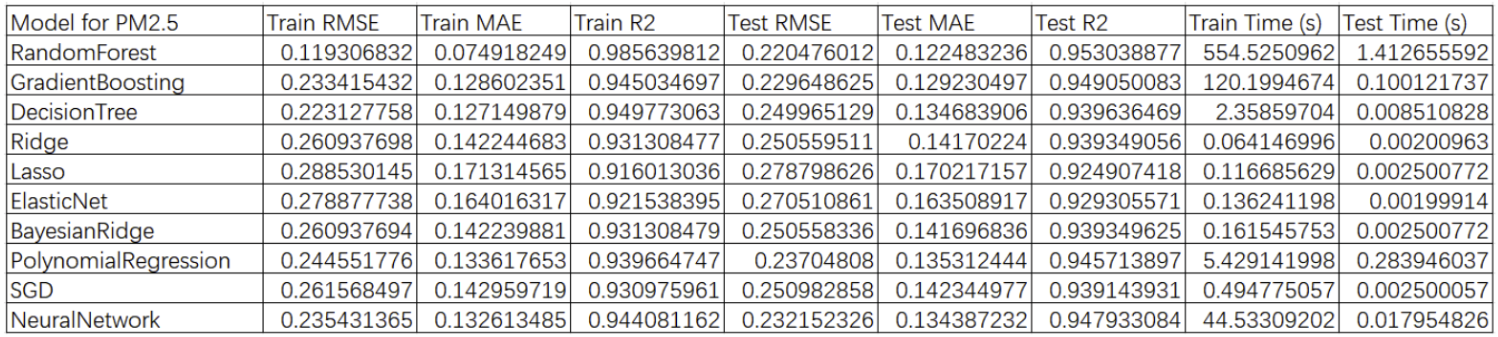 Model for PM2.5 Train RMSE Train MAE Train R2 Test RMSE Test MAE Test R2 Train Time (s) Test Time (s)
RandomForest 0.119306832 0.074918249 0.985639812 0.220476012 0.122483236 0.953038877 554.5250962 1.412655592
GradientBoosting 0.233415432 0.128602351 0.945034697 0.229648625 0.129230497 0.949050083 120.1994674 0.100121737
DecisionTree 0.223127758 0.127149879 0.949773063 0.249965129 0.134683906 0.939636469 2.35859704 0.008510828
Ridge 0.260937698 0.142244683 0.931308477 0.250559511 0.14170224 0.939349056 0.064146996 0.00200963
Lasso 0.288530145 0.171314565 0.916013036 0.278798626 0.170217157 0.924907418 0.116685629 0.002500772
ElasticNet 0.278877738 0.164016317 0.921538395 0.270510861 0.163508917 0.929305571 0.136241198 0.00199914
BayesianRidge 0.260937694 0.142239881 0.931308479 0.250558336 0.141696836 0.939349625 0.161545753 0.002500772
PolynomialRegression 0.244551776 0.133617653 0.939664747 0.23704808 0.135312444 0.945713897 5.429141998 0.283946037
SGD 0.261568497 0.142959719 0.930975961 0.250982858 0.142344977 0.939143931 0.494775057 0.002500057
NeuralNetwork 0.235431365 0.132613485 0.944081162 0.232152326 0.134387232 0.947933084 44.53309202 0.017954826